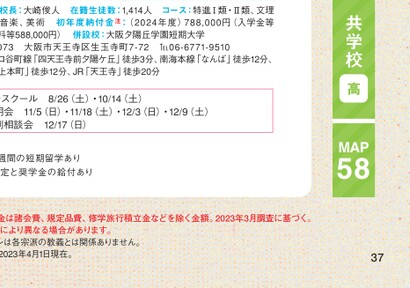 校長：大崎俊人 在籍生徒数：1,414人 コース：特進Ⅰ類・Ⅱ類、文理
音楽、美術 初年度納付金注：（2024年度）788,000円（入学金等
料等588,000円） 併設校：大阪夕陽丘学園短期大学
073 大阪市天王寺区生玉寺町7-72 ℡06-6771-9510
口谷町線「四天王寺前夕陽ケ丘」徒歩3分、南海本線「なんば」徒歩12分、
上本町」徒歩12分、JR「天王寺」徒歩20分
スクール 8/26（土）・10/14（土）
明会 11/5（日）・11/18（土）・12/3（日）・12/9（土）
別相談会 12/17（日）
週間の短期留学あり
定と奨学金の給付あり
共学校
高
MAP
58
金は諸会費、規定品費、修学旅行積立金などを除く金額。2023年3月調査に基づく。
により異なる場合があります。
ンは各宗派の教義とは関係ありません。
2023年4月1日現在。
37